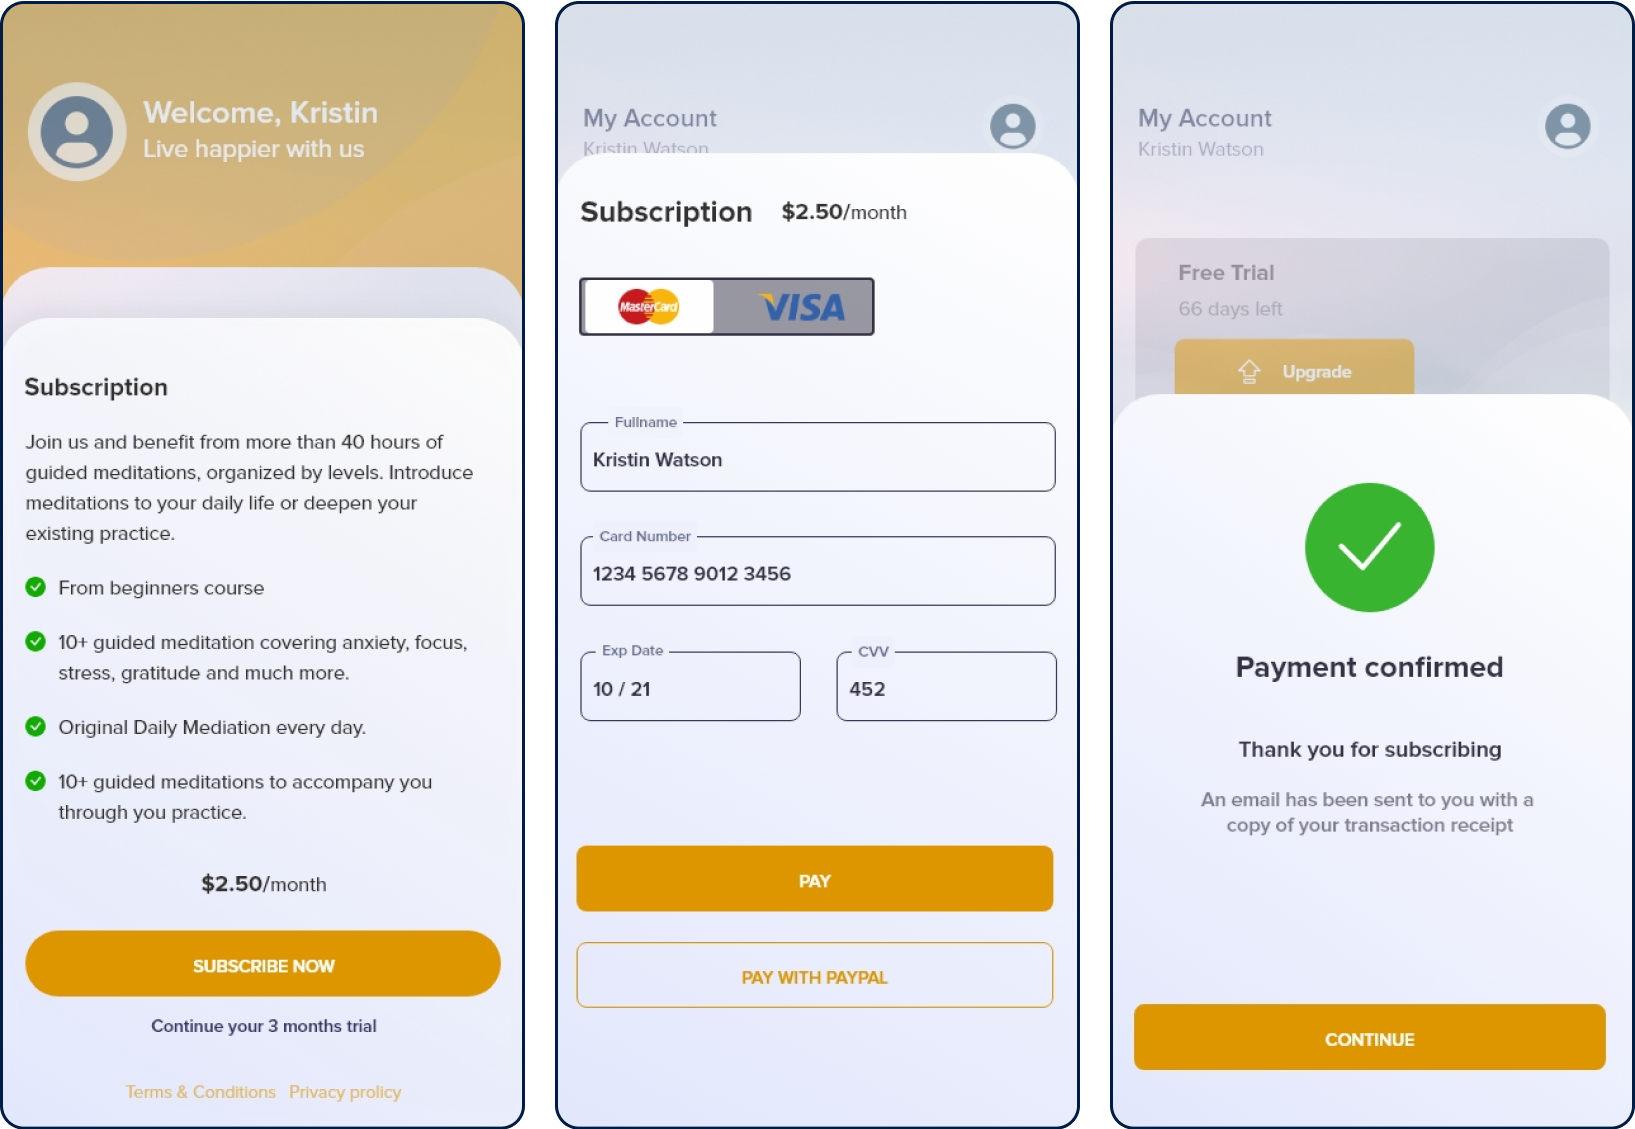 Welcome, Kristin
Live happier with us
Subscription
Join us and benefit from more than 40 hours of
guided meditations, organized by levels. Introduce
meditations to your daily life or deepen your
existing practice.
From beginners course
10+ guided meditation covering anxiety, focus,
stress, gratitude and much more.
Original Daily Mediation every day.
10+ guided meditations to accompany you
through you practice.
$2.50/month
SUBSCRIBE NOW
Continue your 3 months trial
Terms & Conditions Privacy prolicy
My Account
Kristin Watson
Subscription $2.50/month
MasterCard VISA
Fullname
Kristin Watson
Card Number
1234 5678 9012 3456
Exp Date CVV
10 / 21 452
PAY
PAY WITH PAYPAL
My Account
Kristin Watson
Free Trial
66 days left
Upgrade
Payment confirmed
Thank you for subscribing
An email has been sent to you with a
copy of your transaction receipt
CONTINUE